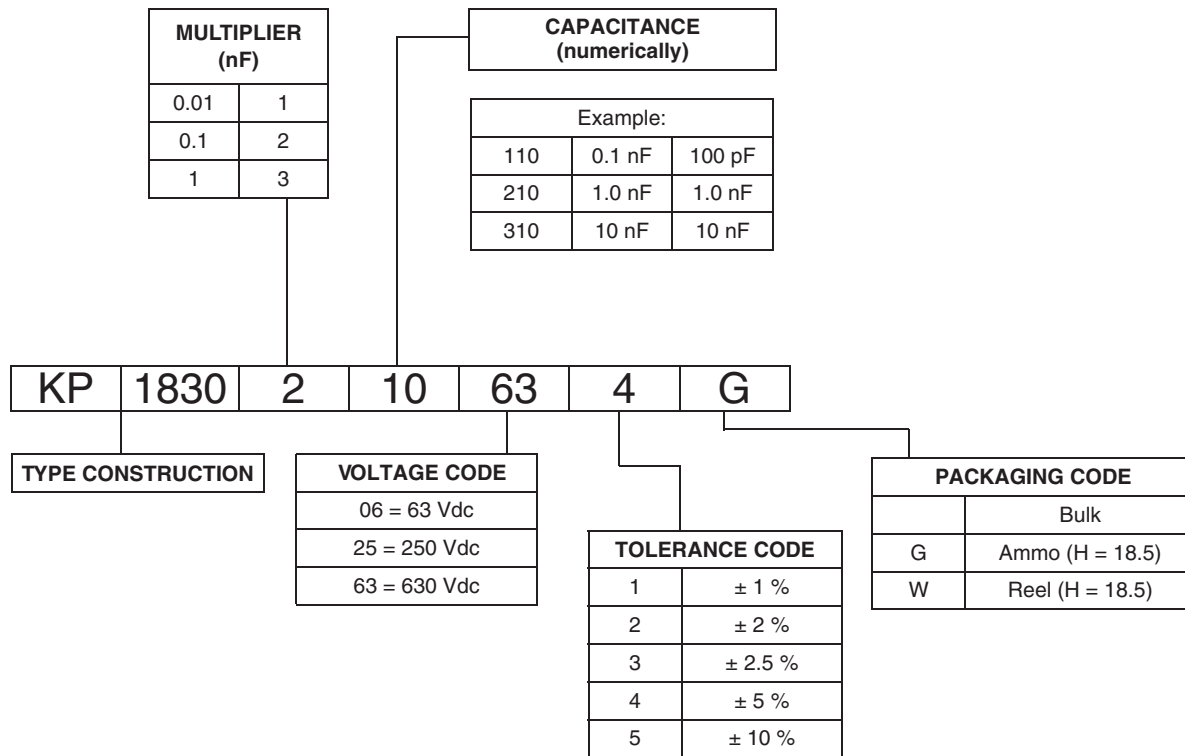 MULTIPLIER
(nF)
0.01 1
0.1 2
1 3
CAPACITANCE
(numerically)
Example:
110 0.1 nF 100 pF
210 1.0 nF 1.0 nF
310 10 nF 10 nF
KP 1830 2 10 63 4 G
TYPE CONSTRUCTION
VOLTAGE CODE
06 = 63 Vdc
25 = 250 Vdc
63 = 630 Vdc
TOLERANCE CODE
1 ± 1 %
2 ± 2 %
3 ± 2.5 %
4 ± 5 %
5 ± 10 %
PACKAGING CODE
Bulk
G Ammo (H = 18.5)
W Reel (H = 18.5)